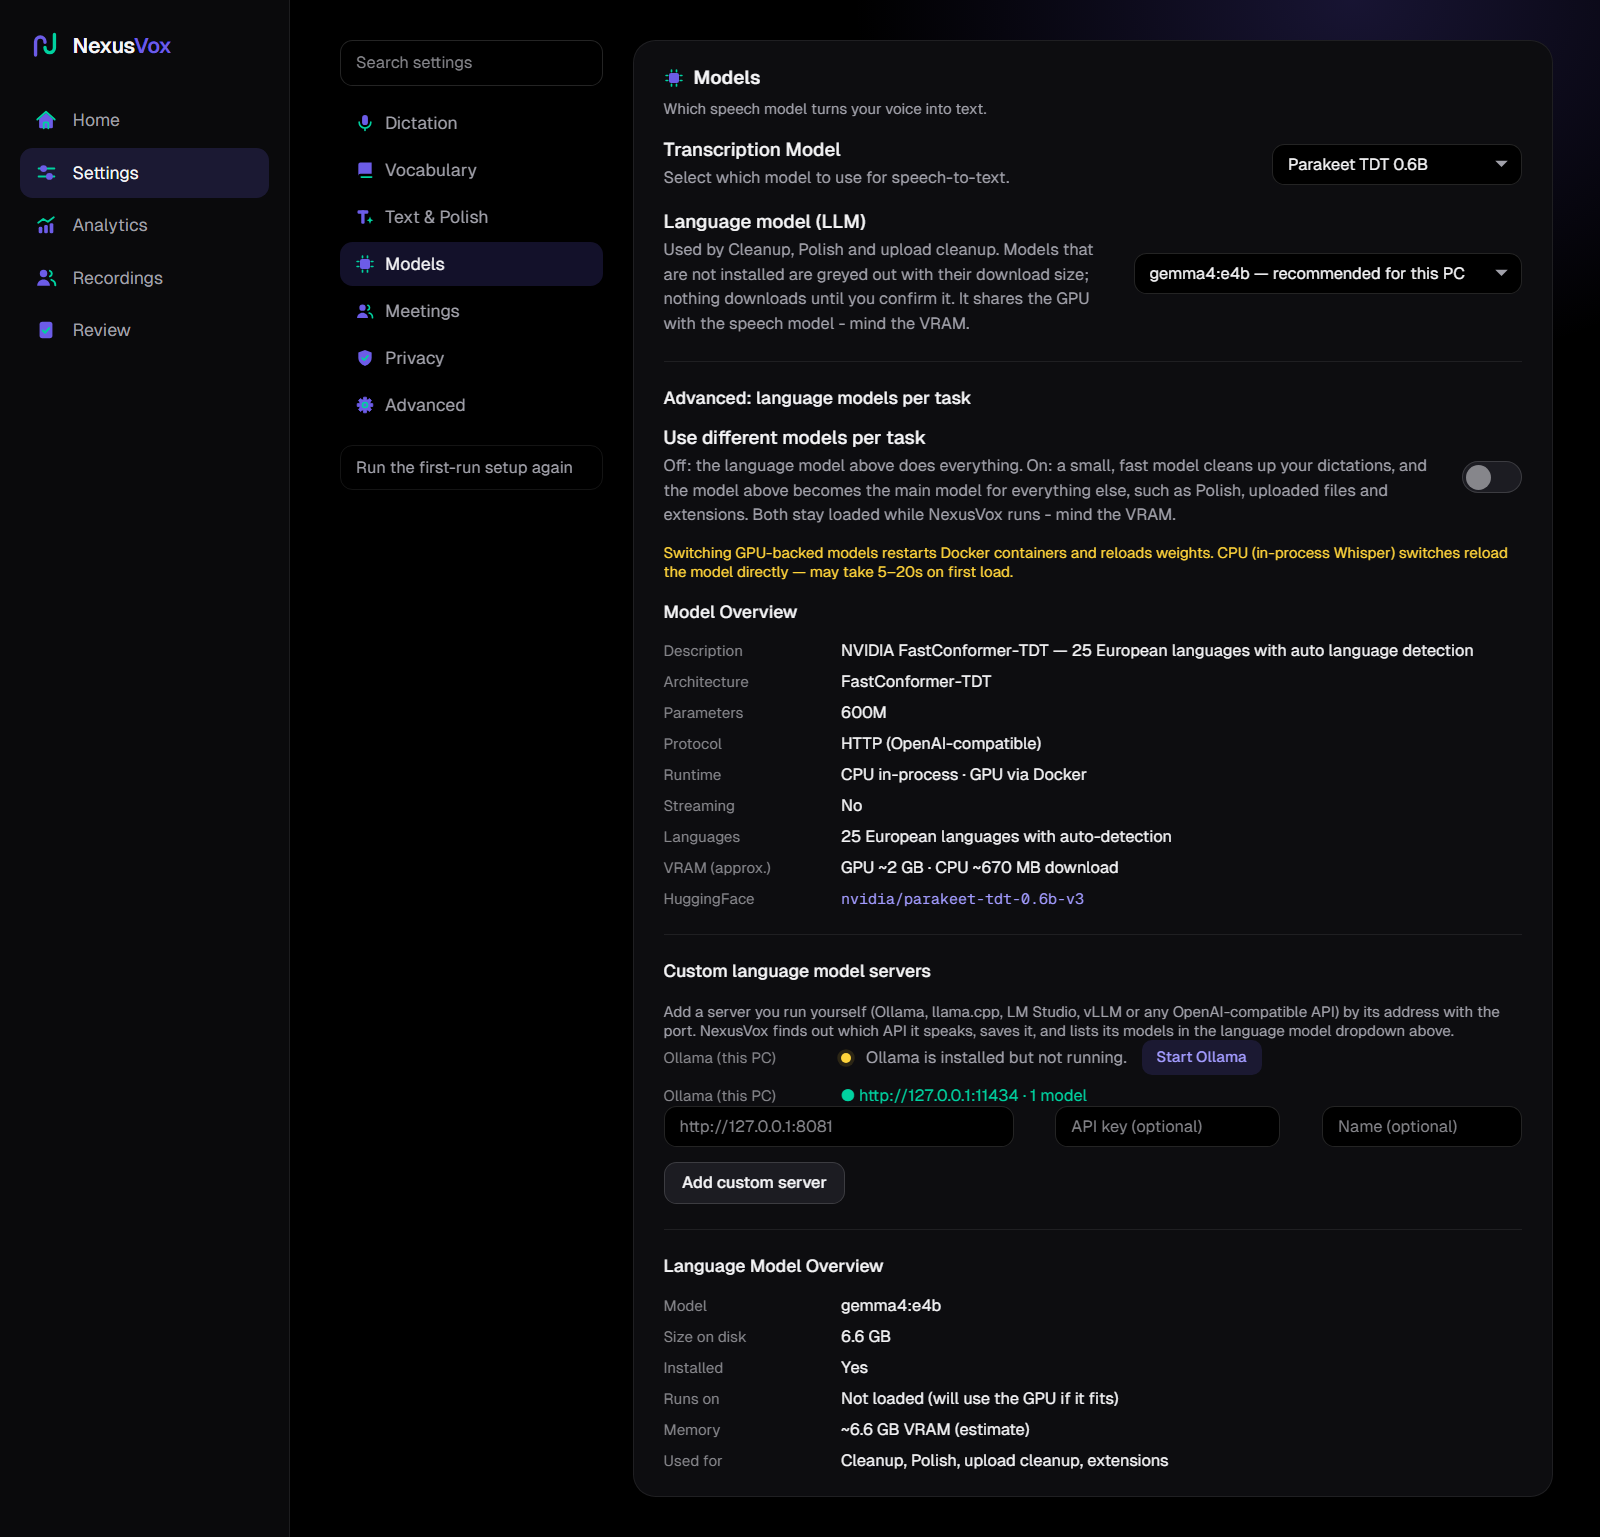 NexusVox
Home
Settings
Analytics
Recordings
Review
Search settings
Dictation
Vocabulary
Text & Polish
Models
Meetings
Privacy
Advanced
Run the first-run setup again
Models
Which speech model turns your voice into text.
Transcription Model
Select which model to use for speech-to-text.
Parakeet TDT 0.6B
Language model (LLM)
Used by Cleanup, Polish and upload cleanup. Models that
are not installed are greyed out with their download size;
nothing downloads until you confirm it. It shares the GPU
with the speech model - mind the VRAM.
gemma4:e4b — recommended for this PC
Advanced: language models per task
Use different models per task
Off: the language model above does everything. On: a small, fast model cleans up your dictations, and
the model above becomes the main model for everything else, such as Polish, uploaded files and
extensions. Both stay loaded while NexusVox runs - mind the VRAM.
Switching GPU-backed models restarts Docker containers and reloads weights. CPU (in-process Whisper) switches reload
the model directly — may take 5–20s on first load.
Model Overview
Description NVIDIA FastConformer-TDT — 25 European languages with auto language detection
Architecture FastConformer-TDT
Parameters 600M
Protocol HTTP (OpenAI-compatible)
Runtime CPU in-process · GPU via Docker
Streaming No
Languages 25 European languages with auto-detection
VRAM (approx.) GPU ~2 GB · CPU ~670 MB download
HuggingFace nvidia/parakeet-tdt-0.6b-v3
Custom language model servers
Add a server you run yourself (Ollama, llama.cpp, LM Studio, vLLM or any OpenAI-compatible API) by its address with the
port. NexusVox finds out which API it speaks, saves it, and lists its models in the language model dropdown above.
Ollama (this PC) Ollama is installed but not running. Start Ollama
Ollama (this PC) http://127.0.0.1:11434 · 1 model
http://127.0.0.1:8081 API key (optional) Name (optional)
Add custom server
Language Model Overview
Model gemma4:e4b
Size on disk 6.6 GB
Installed Yes
Runs on Not loaded (will use the GPU if it fits)
Memory ~6.6 GB VRAM (estimate)
Used for Cleanup, Polish, upload cleanup, extensions